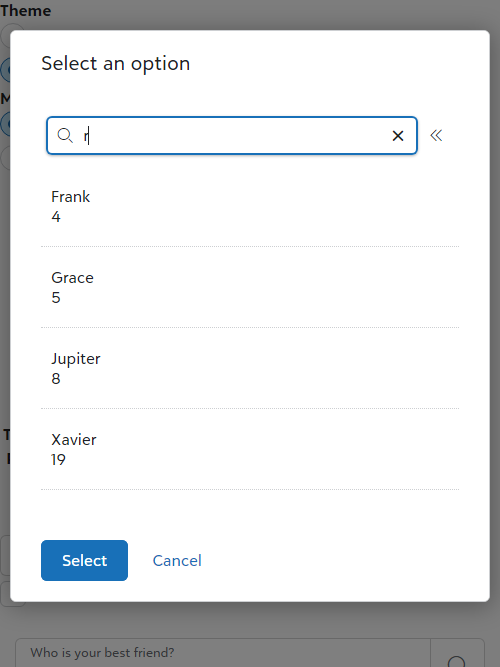 Theme
M
Select an option
r
Frank
4
Grace
5
Jupiter
8
Xavier
19
T
Select
Cancel
Who is your best friend?